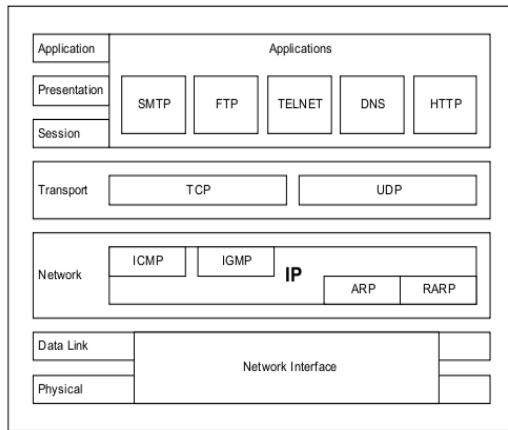 Application
Applications
Presentation
SMTP FTP TELNET DNS HTTP
Session
Transport
TCP UDP
ICMP IGMP
IP
Network
ARP RARP
Data Link
Network Interface
Physical